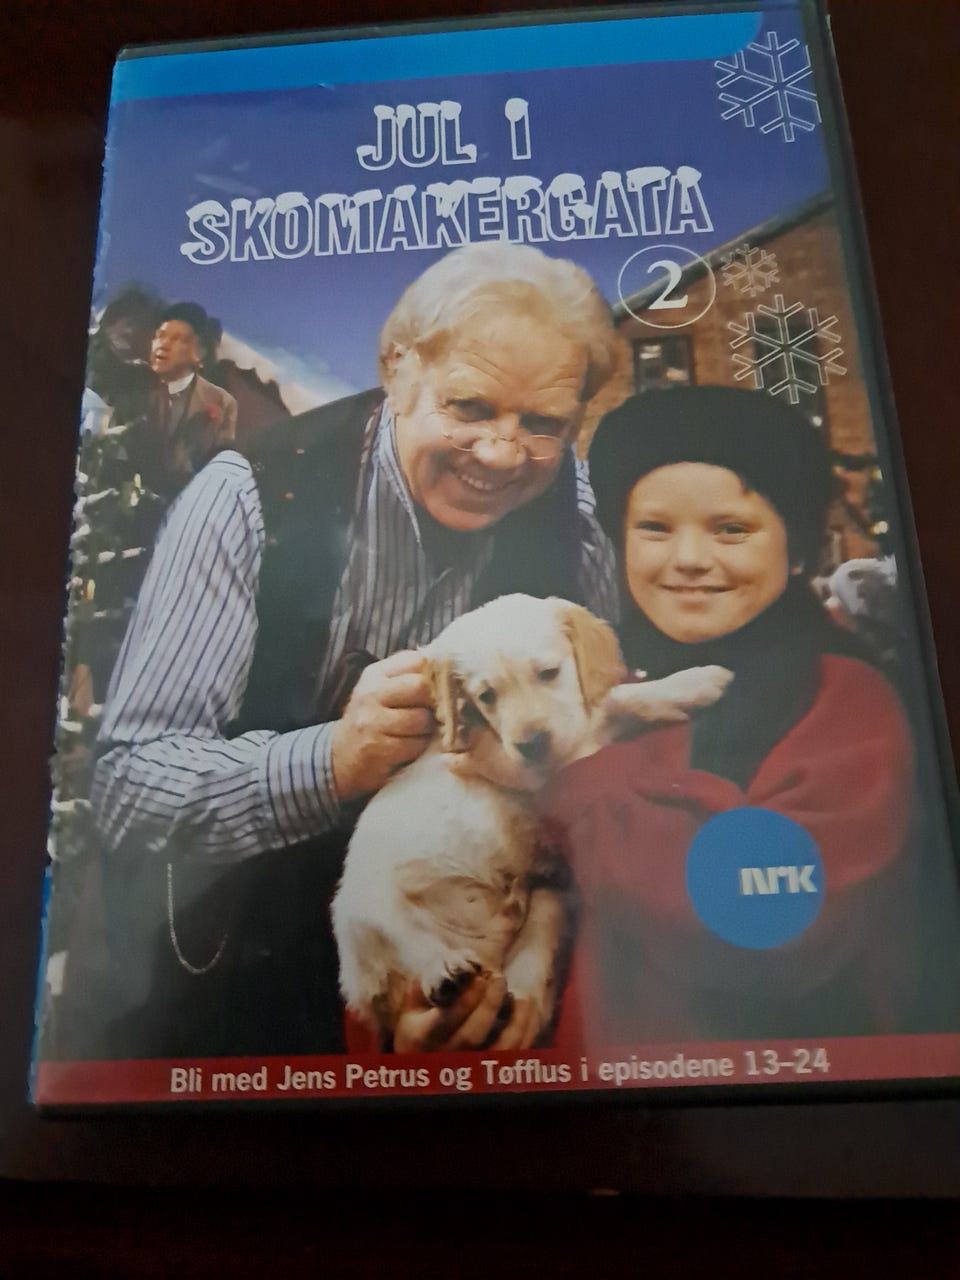 JUL I
SKOMAKERGATA
2
NRK
Bli med Jens Petrus og Tøfflus i episodene 13–24